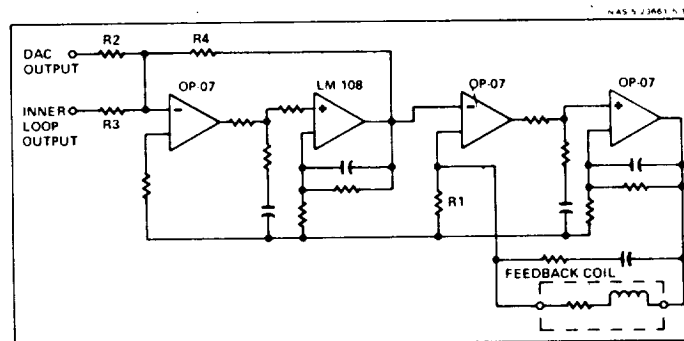 R2
R4
DAC
OUTPUT
OP-07
LM 108
OP-07
OP-07
INNER
LOOP
OUTPUT
R3
R1
FEEDBACK COIL